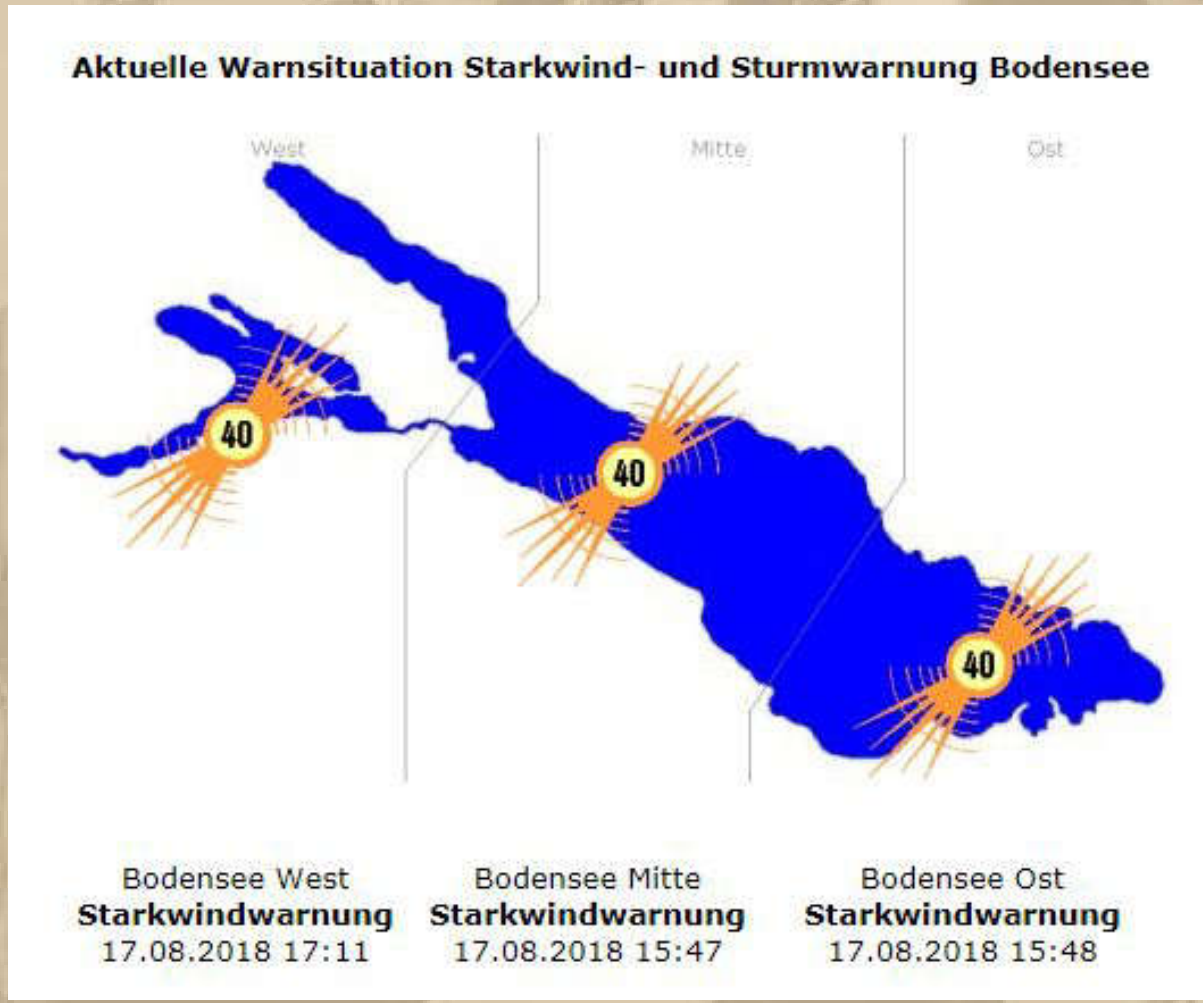 Aktuelle Warnsituation Starkwind- und Sturmwarnung Bodensee
West
Mitte
Ost
40
40
40
Bodensee West
Starkwindwarnung
17.08.2018 17:11
Bodensee Mitte
Starkwindwarnung
17.08.2018 15:47
Bodensee Ost
Starkwindwarnung
17.08.2018 15:48